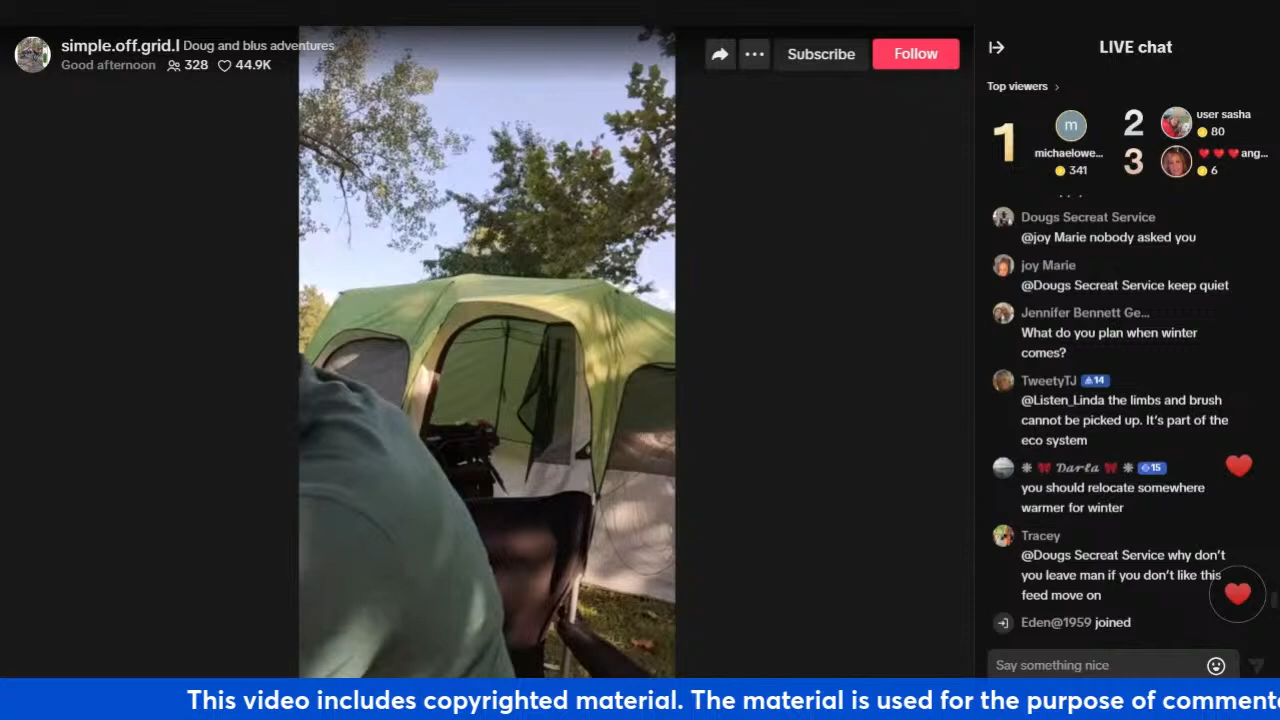 simple.off.grid.l Doug and blus adventures
Good afternoon 328 44.9K
Subscribe
Follow
LIVE chat
Top viewers >
1
m
michaelowe...
341
2
user sasha
80
3
❤️❤️❤️ang...
6
...
Dougs Secreat Service
@joy Marie nobody asked you
joy Marie
@Dougs Secreat Service keep quiet
Jennifer Bennett Ge...
What do you plan when winter
comes?
TweetyTJ 14
@Listen_Linda the limbs and brush
cannot be picked up. It's part of the
eco system
𝓓𝓪𝓻𝓵𝓪 15
you should relocate somewhere
warmer for winter
Tracey
@Dougs Secreat Service why don't
you leave man if you don't like this
feed move on
Eden@1959 joined
Say something nice
This video includes copyrighted material. The material is used for the purpose of comment